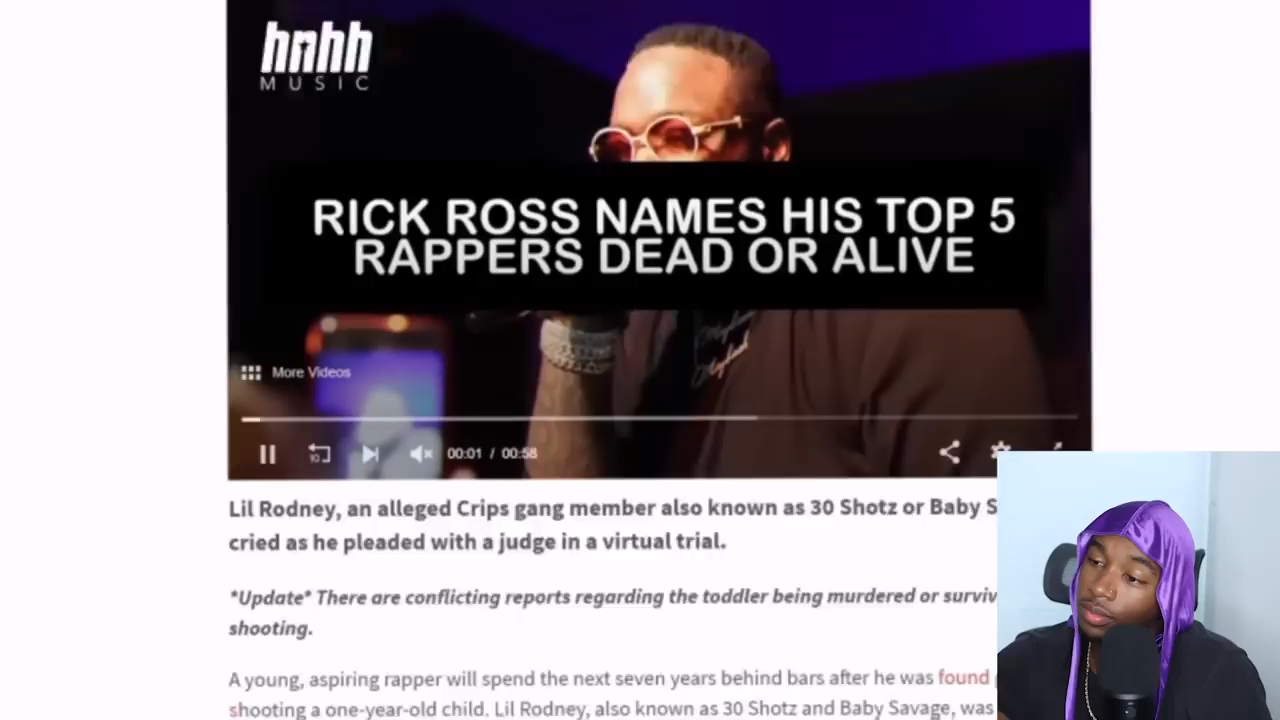 hnhh
MUSIC
RICK ROSS NAMES HIS TOP 5
RAPPERS DEAD OR ALIVE
More Videos
10
00:01 / 00:58
Lil Rodney, an alleged Crips gang member also known as 30 Shotz or Baby S
cried as he pleaded with a judge in a virtual trial.
*Update* There are conflicting reports regarding the toddler being murdered or surviv
shooting.
A young, aspiring rapper will spend the next seven years behind bars after he was found
shooting a one-year-old child. Lil Rodney, also known as 30 Shotz and Baby Savage, was